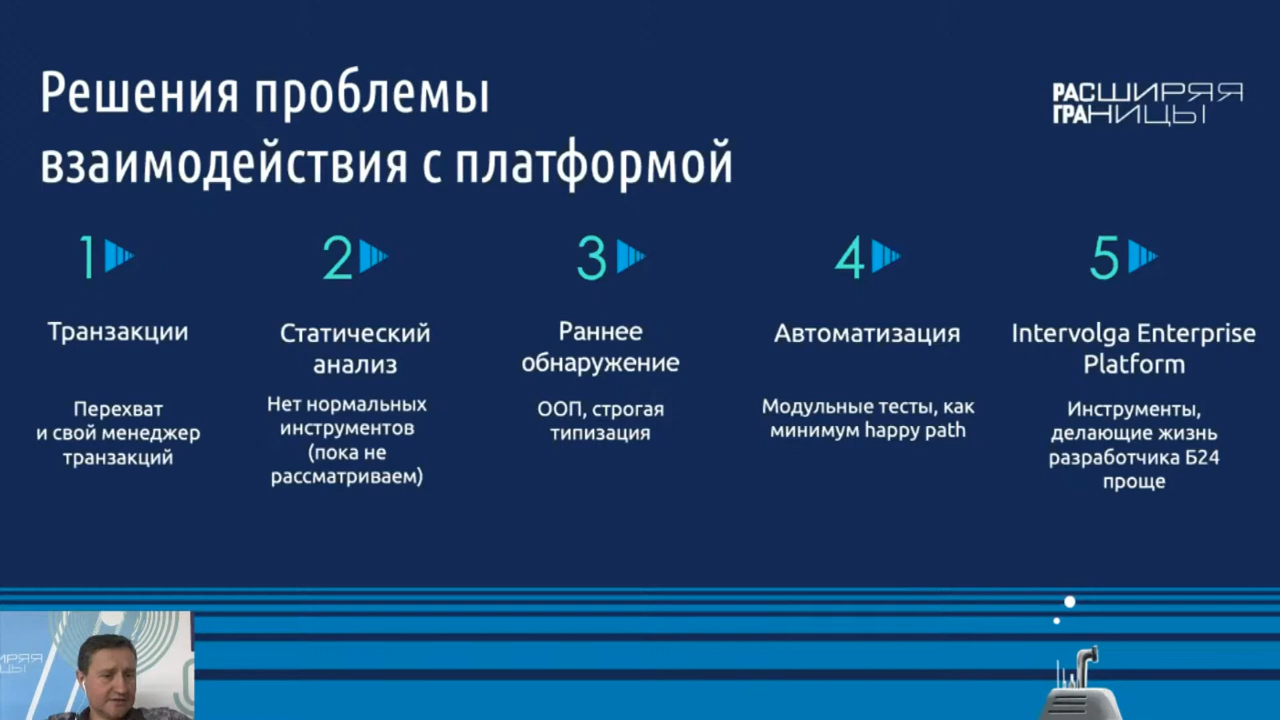 Решения проблемы
взаимодействия с платформой
РАСШИРЯЯ
ГРАНИЦЫ
1
2
3
4
5
Транзакции
Статический
анализ
Раннее
обнаружение
Автоматизация
Intervolga Enterprise
Platform
Перехват
и свой менеджер
транзакций
Нет нормальных
инструментов
(пока не
рассматриваем)
ООП, строгая
типизация
Модульные тесты, как
минимум happy path
Инструменты,
делающие жизнь
разработчика Б24
проще